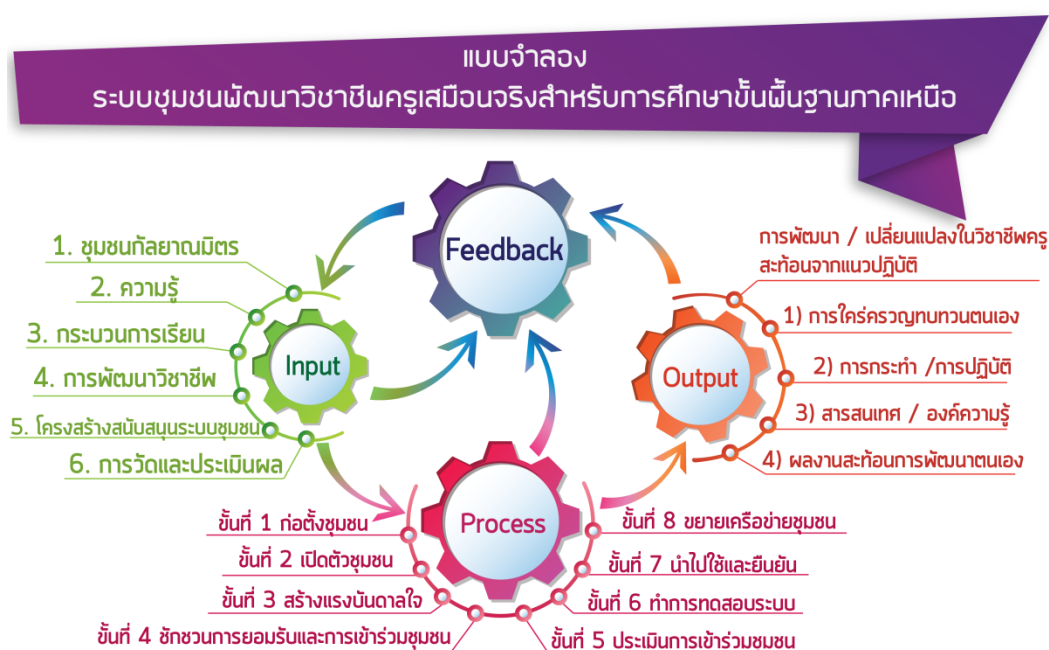 แบบจำลอง
ระบบชุมชนพัฒนาวิชาชีพครูเสมือนจริงสำหรับการศึกษาขั้นพื้นฐานภาคเหนือ
Feedback
1. ชุมชนกัลยาณมิตร
2. ความรู้
3. กระบวนการเรียน
4. การพัฒนาวิชาชีพ
5. โครงสร้างสนับสนุนระบบชุมชน
6. การวัดและประเมินผล
Input
การพัฒนา / เปลี่ยนแปลงในวิชาชีพครู
สะท้อนจากแนวปฏิบัติ
1) การใคร่ครวญทบทวนตนเอง
2) การกระทำ /การปฏิบัติ
3) สารสนเทศ / องค์ความรู้
4) ผลงานสะท้อนการพัฒนาตนเอง
Output
Process
ขั้นที่ 1 ก่อตั้งชุมชน
ขั้นที่ 2 เปิดตัวชุมชน
ขั้นที่ 3 สร้างแรงบันดาลใจ
ขั้นที่ 4 ชักชวนการยอมรับและการเข้าร่วมชุมชน
ขั้นที่ 5 ประเมินการเข้าร่วมชุมชน
ขั้นที่ 6 ทำการทดสอบระบบ
ขั้นที่ 7 นำไปใช้และยืนยัน
ขั้นที่ 8 ขยายเครือข่ายชุมชน